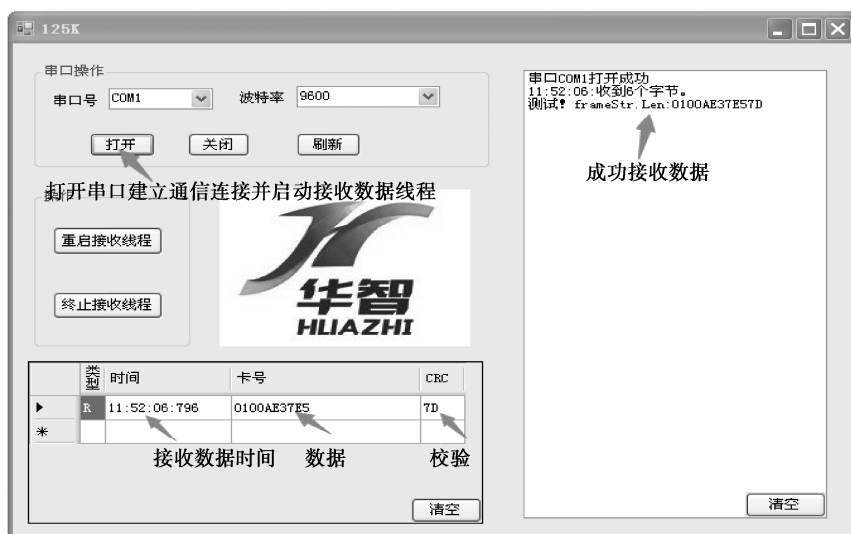 125K
串口操作
串口号 COM1 波特率 9600
打开 关闭 刷新
打开串口建立通信连接并启动接收数据线程
操作
重启接收线程
终止接收线程
华智
HUAZHI
类型 时间 卡号 CRC
R 11:52:06:796 0100AE37E5 7D
接收数据时间 数据 校验
清空
串口COM1打开成功
11:52:06:收到6个字节。
测试! frameStr.Len:0100AE37E57D
成功接收数据
清空